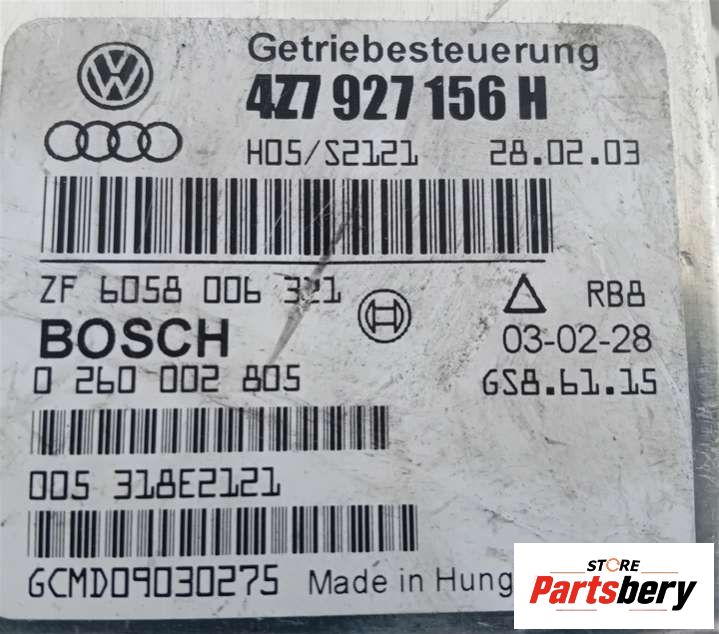 Getriebesteuerung
4Z7 927 156 H
H05/S2121 28.02.03
ZF 6058 006 321
RB8
BOSCH
03-02-28
0 260 002 805
GS8.61.15
005 318E2121
GCMD09030275 Made in Hung
STORE
Partsbery